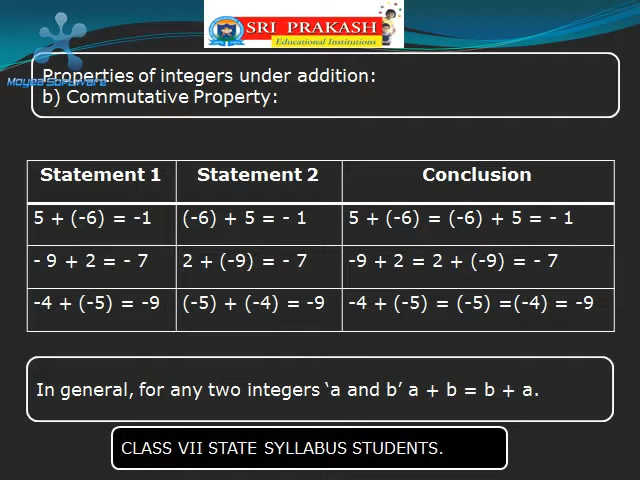 SRI PRAKASH
Educational Institutions
Moyea Software
Properties of integers under addition:
b) Commutative Property:
Statement 1 Statement 2 Conclusion
5 + (-6) = -1 (-6) + 5 = - 1 5 + (-6) = (-6) + 5 = - 1
- 9 + 2 = - 7 2 + (-9) = - 7 -9 + 2 = 2 + (-9) = - 7
-4 + (-5) = -9 (-5) + (-4) = -9 -4 + (-5) = (-5) =(-4) = -9
In general, for any two integers ‘a and b’ a + b = b + a.
CLASS VII STATE SYLLABUS STUDENTS.